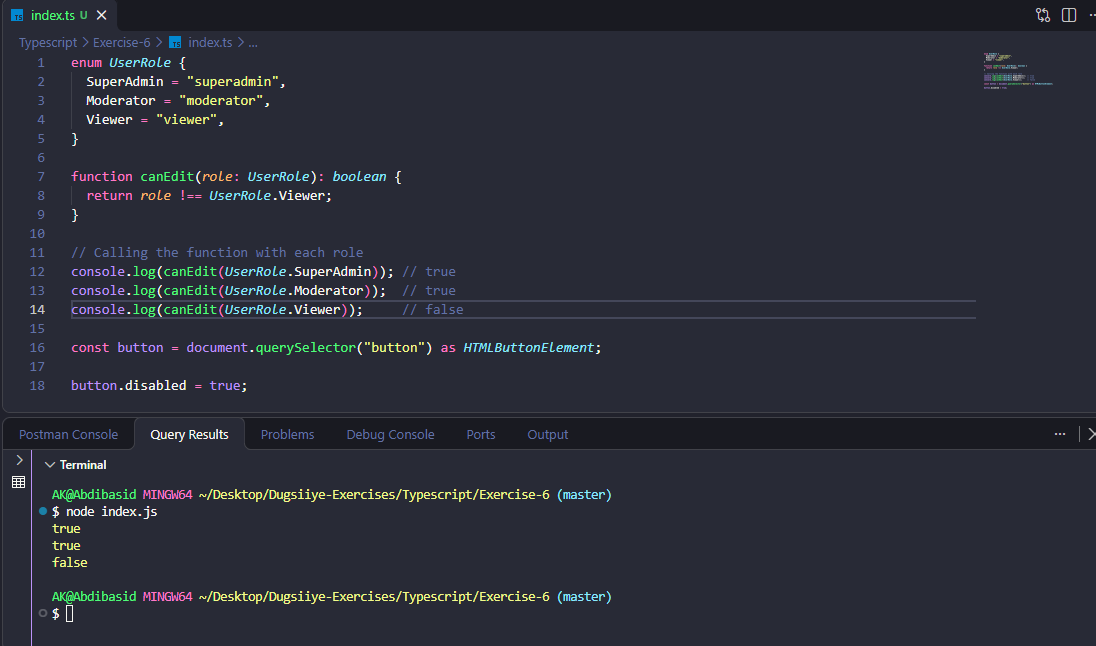 TS index.ts U
Typescript > Exercise-6 > TS index.ts > ...
1 enum UserRole {
2 SuperAdmin = "superadmin",
3 Moderator = "moderator",
4 Viewer = "viewer",
5 }
6
7 function canEdit(role: UserRole): boolean {
8 return role !== UserRole.Viewer;
9 }
10
11 // Calling the function with each role
12 console.log(canEdit(UserRole.SuperAdmin)); // true
13 console.log(canEdit(UserRole.Moderator));  // true
14 console.log(canEdit(UserRole.Viewer));     // false
15
16 const button = document.querySelector("button") as HTMLButtonElement;
17
18 button.disabled = true;
Postman Console Query Results Problems Debug Console Ports Output ...
Terminal
AK@Abdibasid MINGW64 ~/Desktop/Dugsiiye-Exercises/Typescript/Exercise-6 (master)
$ node index.js
true
true
false
AK@Abdibasid MINGW64 ~/Desktop/Dugsiiye-Exercises/Typescript/Exercise-6 (master)
$